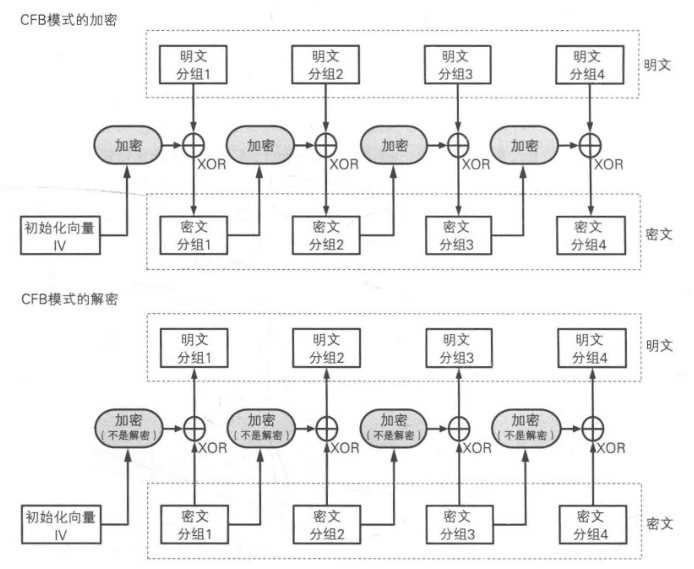 CFB模式的加密
明文
分组1
明文
分组2
明文
分组3
明文
分组4
明文
加密
XOR
加密
XOR
加密
XOR
加密
XOR
初始化向量
IV
密文
分组1
密文
分组2
密文
分组3
密文
分组4
密文
CFB模式的解密
明文
分组1
明文
分组2
明文
分组3
明文
分组4
明文
加密
(不是解密)
XOR
加密
(不是解密)
XOR
加密
(不是解密)
XOR
加密
(不是解密)
XOR
初始化向量
IV
密文
分组1
密文
分组2
密文
分组3
密文
分组4
密文